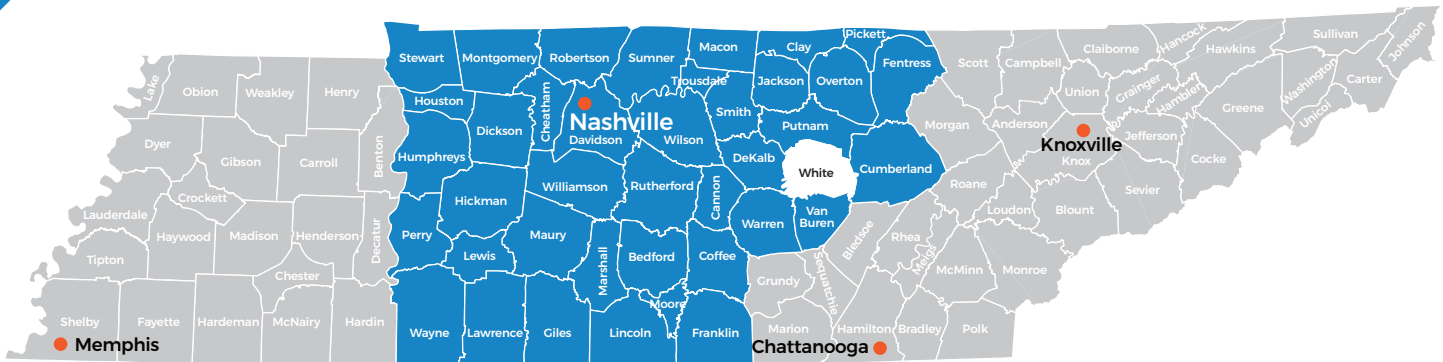 Stewart
Montgomery
Robertson
Sumner
Macon
Clay
Pickett
Fentress
Scott
Campbell
Claiborne
Hancock
Hawkins
Sullivan
Johnson
Lake
Obion
Weakley
Henry
Houston
Cheatham
Trousdale
Jackson
Overton
Union
Grainger
Hamblen
Washington
Carter
Greene
Unicoi
Dickson
Nashville
Davidson
Wilson
Smith
Putnam
Morgan
Anderson
Knoxville
Knox
Jefferson
Cocke
Dyer
Gibson
Carroll
Benton
Humphreys
DeKalb
White
Cumberland
Crockett
Hickman
Williamson
Rutherford
Cannon
Roane
Loudon
Blount
Sevier
Lauderdale
Haywood
Madison
Henderson
Decatur
Perry
Lewis
Maury
Marshall
Bedford
Coffee
Warren
Van
Buren
Bledsoe
Rhea
Meigs
McMinn
Monroe
Tipton
Chester
Moore
Grundy
Sequatchie
Shelby
Fayette
Hardeman
McNairy
Hardin
Wayne
Lawrence
Giles
Lincoln
Franklin
Marion
Hamilton
Bradley
Polk
Memphis
Chattanooga